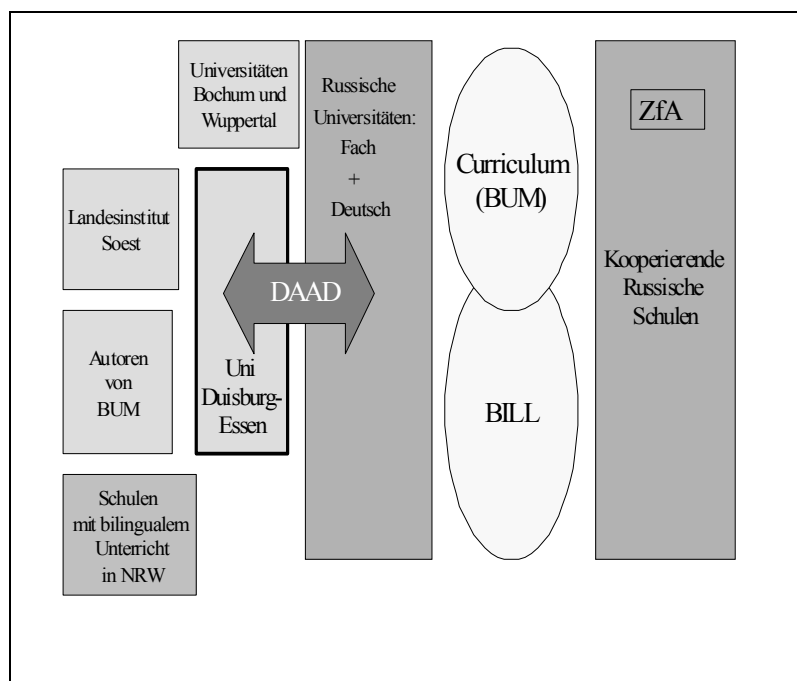 Universitäten
Bochum und
Wuppertal
Russische
Universitäten:
Fach
+
Deutsch
Curriculum
(BUM)
ZfA
Landesinstitut
Soest
DAAD
Kooperierende
Russische
Schulen
Autoren
von
BUM
Uni
Duisburg-
Essen
BILL
Schulen
mit bilingualem
Unterricht
in NRW